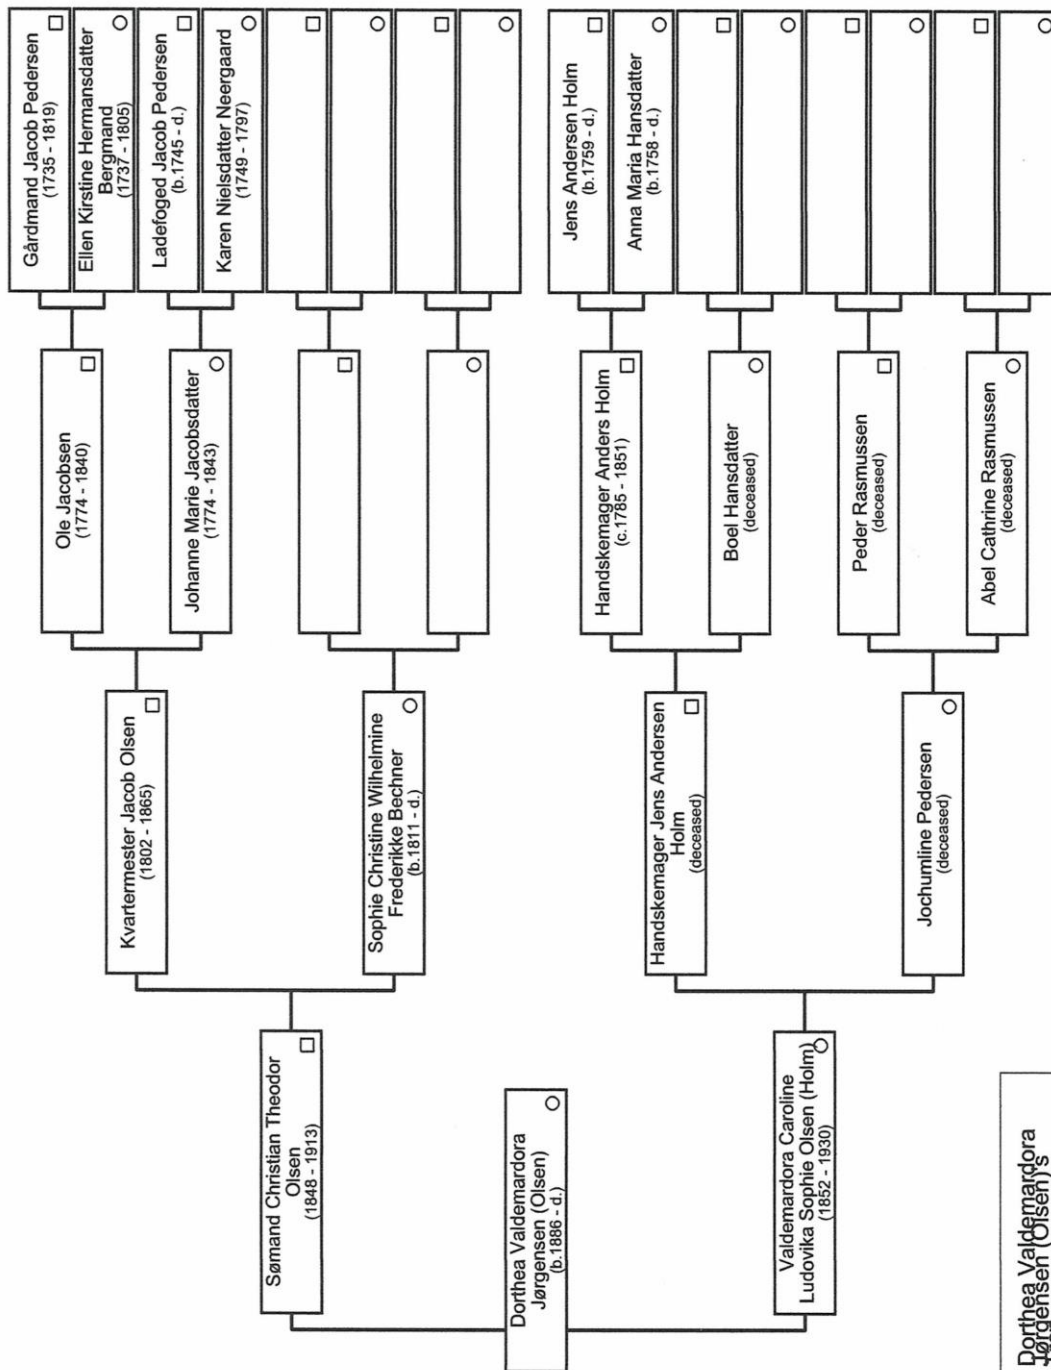 Gårdmand Jacob Pedersen
(1735 - 1819)
Ellen Kirstine Hermansdatter
Bergmand
(1737 - 1805)
Ladefoged Jacob Pedersen
(b.1745 - d.)
Karen Nielsdatter Neergaard
(1749 - 1797)
Jens Andersen Holm
(b.1759 - d.)
Anna Maria Hansdatter
(b.1758 - d.)
Ole Jacobsen
(1774 - 1840)
Johanne Marie Jacobsdatter
(1774 - 1843)
Handskemager Anders Holm
(c.1785 - 1851)
Boel Hansdatter
(deceased)
Peder Rasmussen
(deceased)
Abel Cathrine Rasmussen
(deceased)
Kvartermester Jacob Olsen
(1802 - 1865)
Sophie Christine Wilhelmine
Frederikke Bechner
(b.1811 - d.)
Handskemager Jens Andersen
Holm
(deceased)
Jochumline Pedersen
(deceased)
Sømand Christian Theodor
Olsen
(1848 - 1913)
Valdemardora Caroline
Ludovika Sophie Olsen (Holm)
(1852 - 1930)
Dorthea Valdemardora
Jørgensen (Olsen)
(b.1886 - d.)
Dorthea Valdemardora
Jørgensen (Olsen)'s